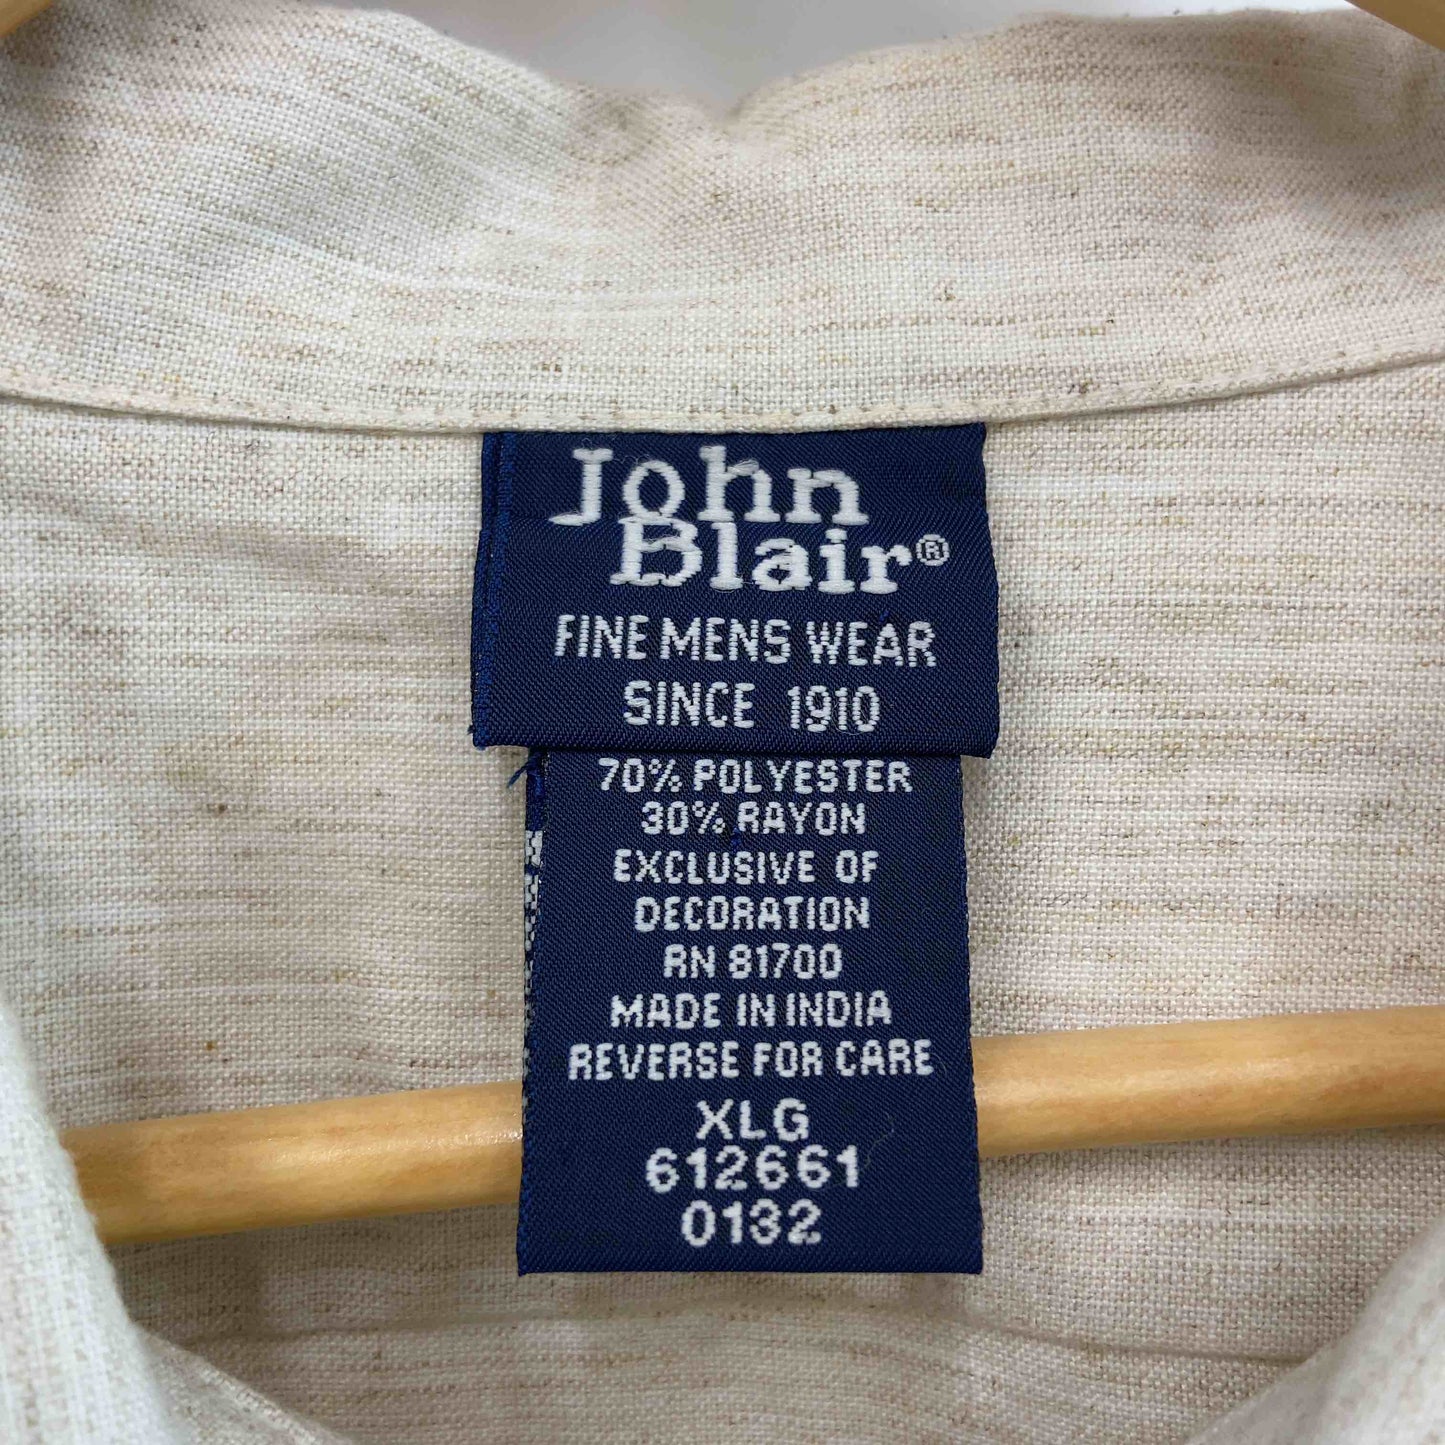 John
Blair®
FINE MENS WEAR
SINCE 1910
70% POLYESTER
30% RAYON
EXCLUSIVE OF
DECORATION
RN 81700
MADE IN INDIA
REVERSE FOR CARE
XLG
612661
0132